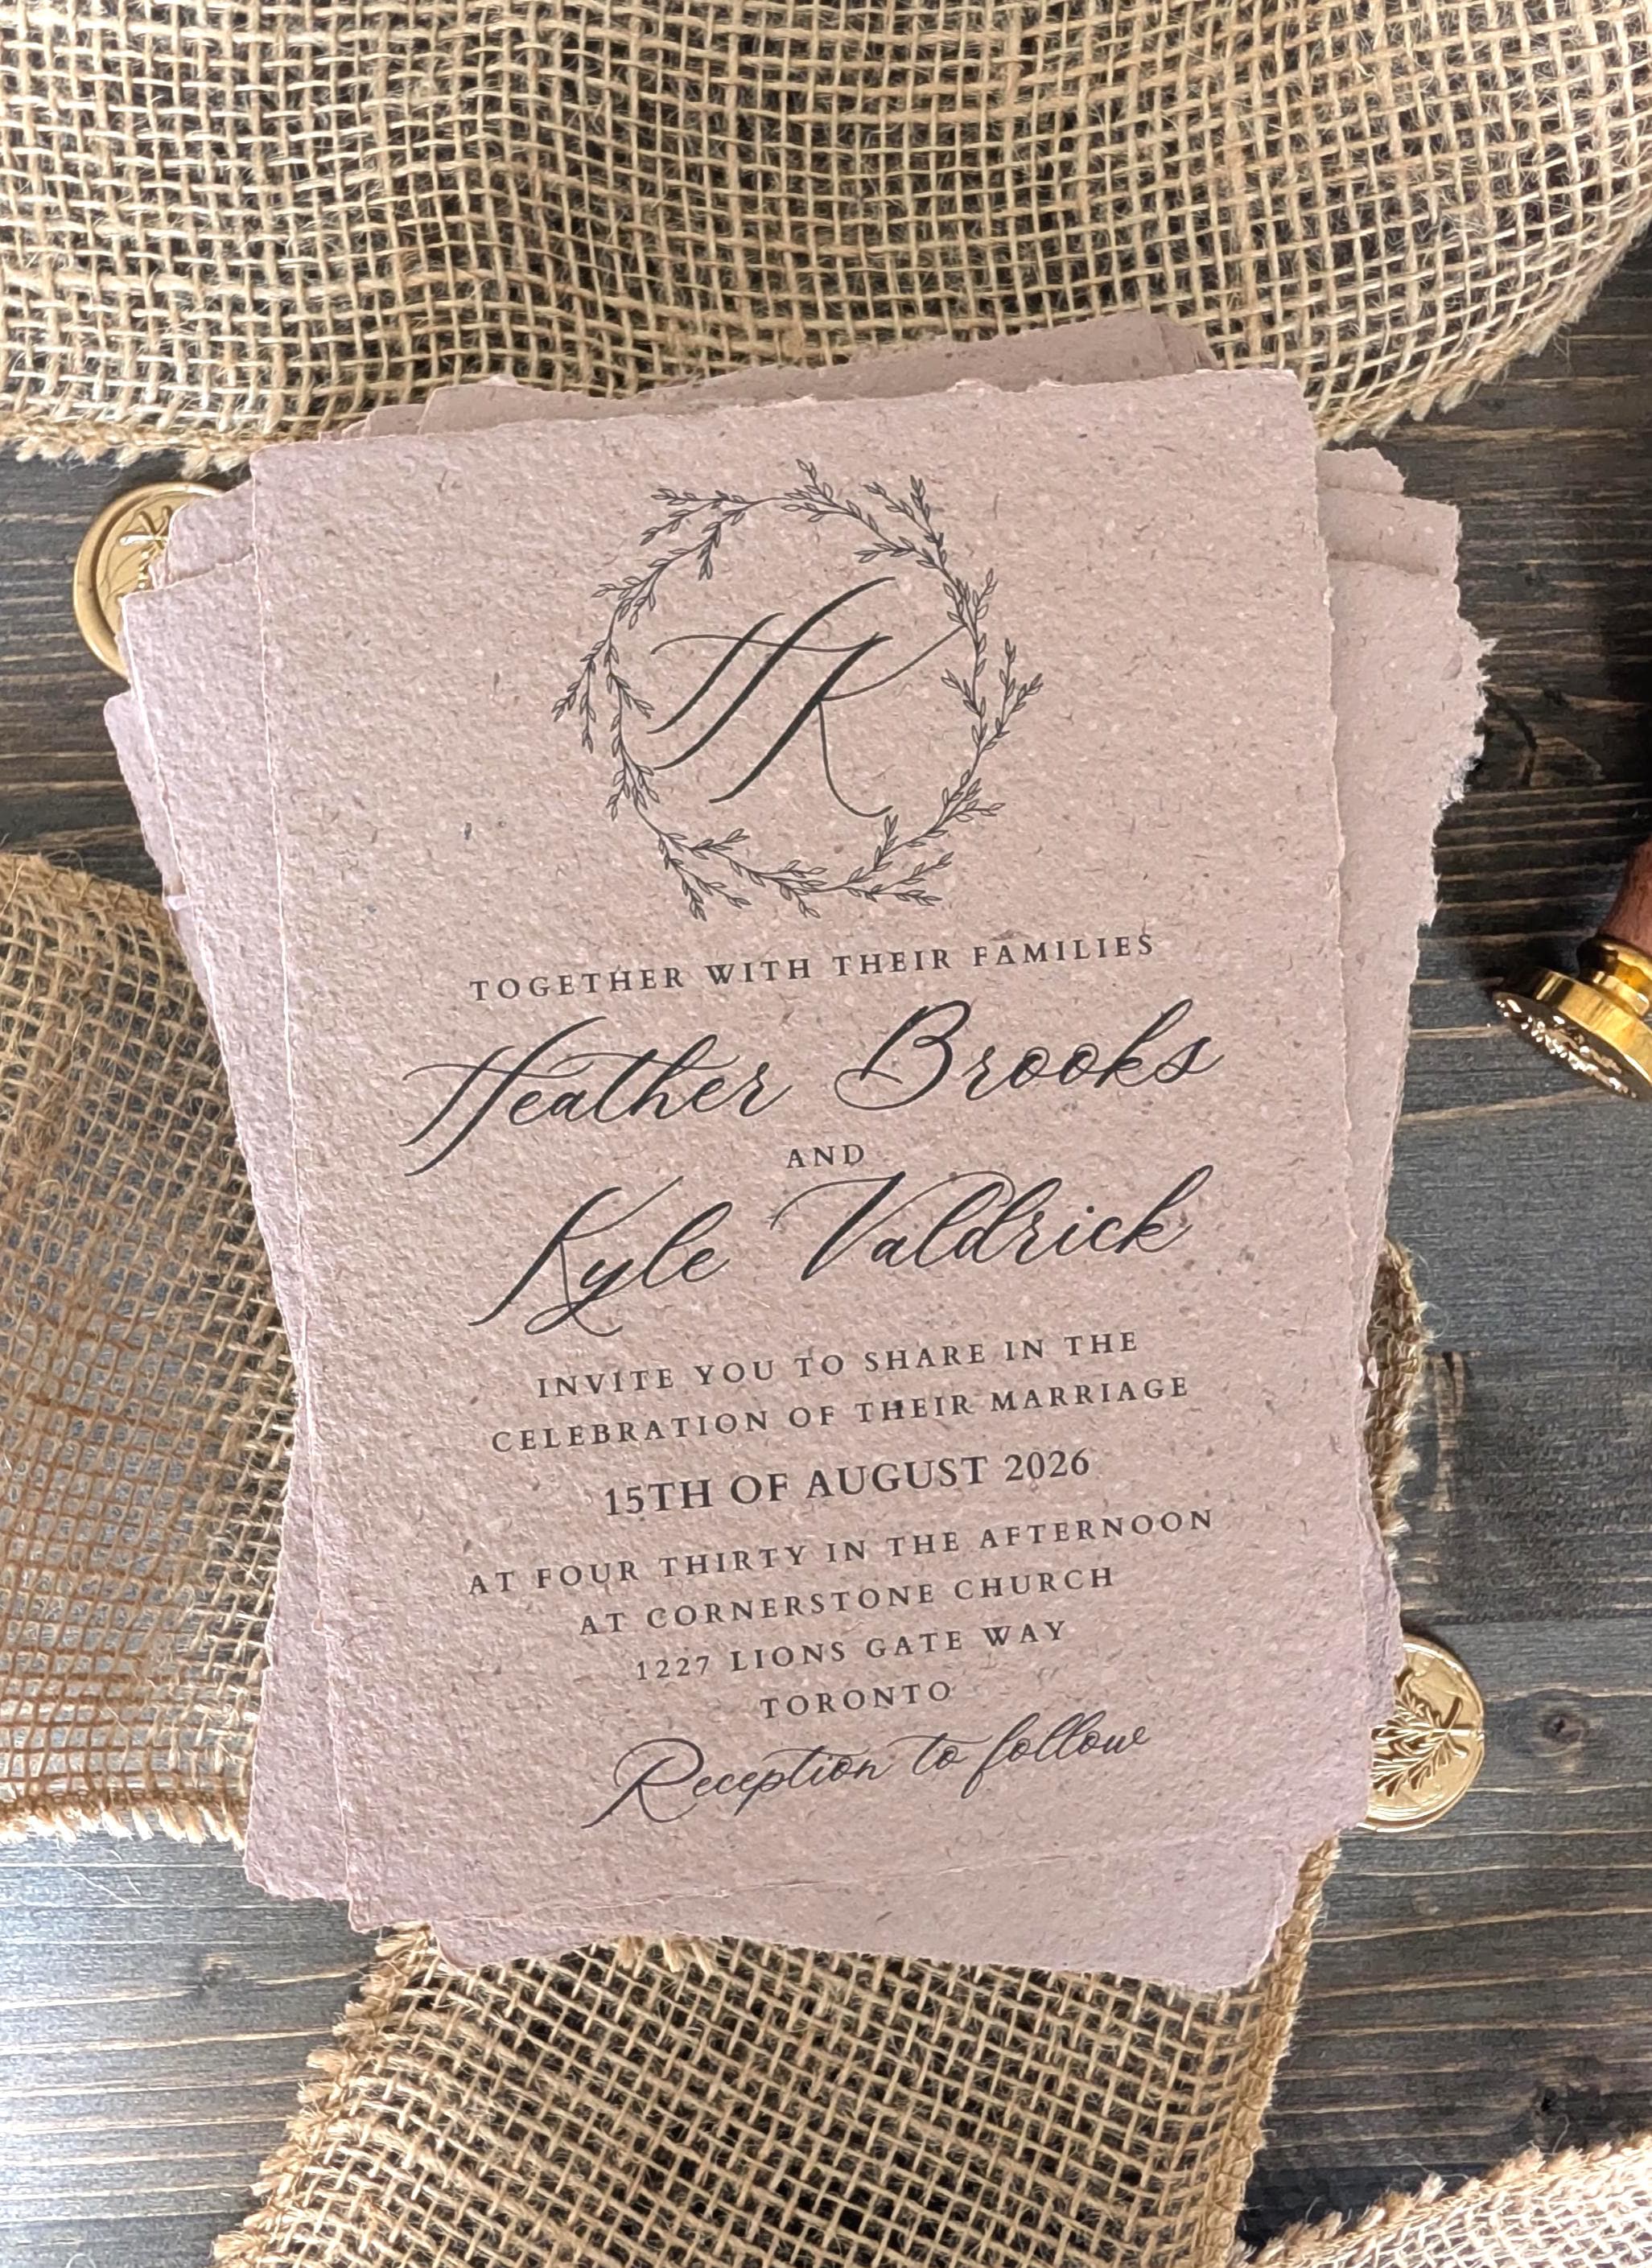 HK
TOGETHER WITH THEIR FAMILIES
Heather Brooks
AND
Kyle Valdrick
INVITE YOU TO SHARE IN THE
CELEBRATION OF THEIR MARRIAGE
15TH OF AUGUST 2026
AT FOUR THIRTY IN THE AFTERNOON
AT CORNERSTONE CHURCH
1227 LIONS GATE WAY
TORONTO
Reception to follow